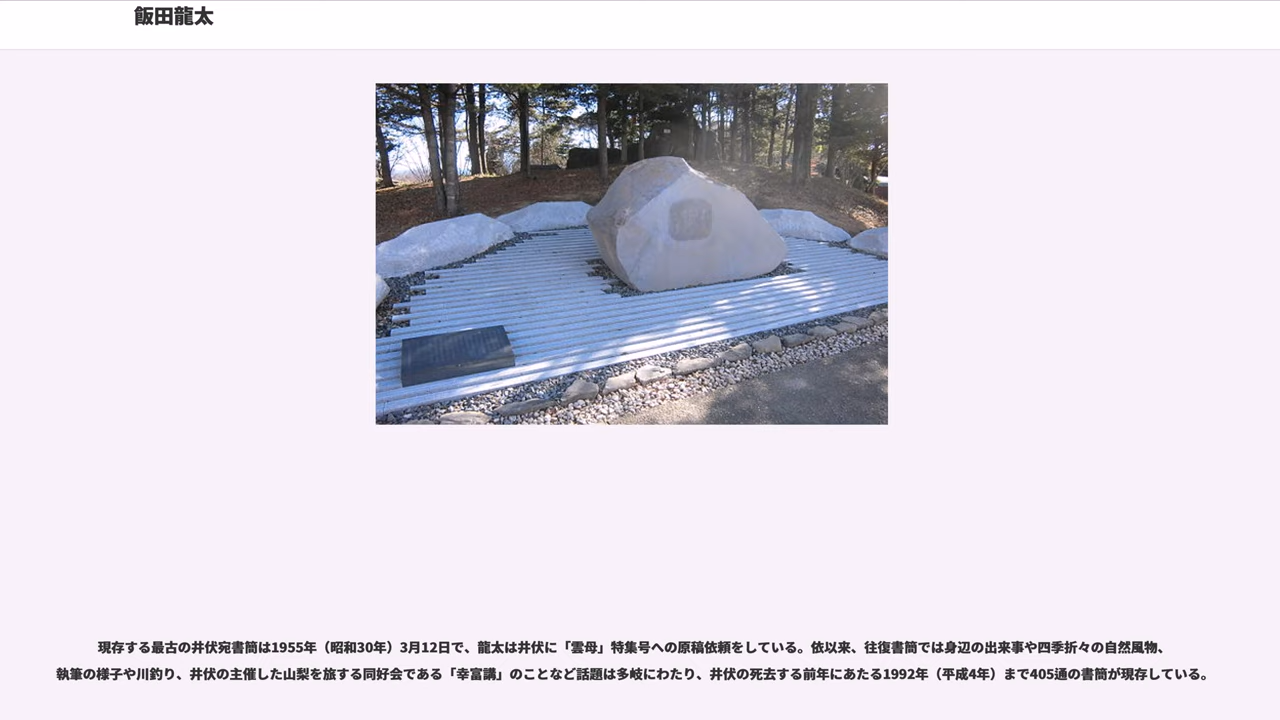 飯田龍太
現存する最古の井伏宛書簡は1955年（昭和30年）3月12日で、龍太は井伏に「雲母」特集号への原稿依頼をしている。依以来、往復書簡では身辺の出来事や四季折々の自然風物、
執筆の様子や川釣り、井伏の主催した山梨を旅する同好会である「幸富講」のことなど話題は多岐にわたり、井伏の死去する前年にあたる1992年（平成4年）まで405通の書簡が現存している。